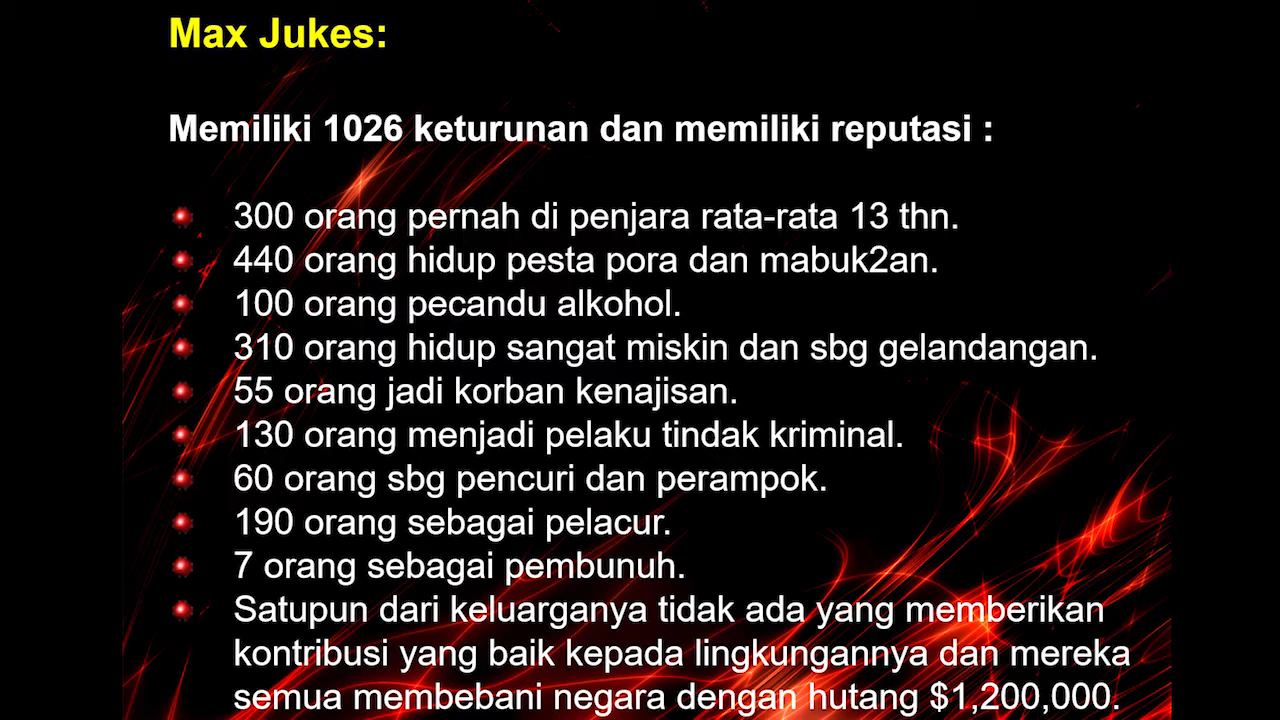 Max Jukes:
Memiliki 1026 keturunan dan memiliki reputasi :
300 orang pernah di penjara rata-rata 13 thn.
440 orang hidup pesta pora dan mabuk2an.
100 orang pecandu alkohol.
310 orang hidup sangat miskin dan sbg gelandangan.
55 orang jadi korban kenajisan.
130 orang menjadi pelaku tindak kriminal.
60 orang sbg pencuri dan perampok.
190 orang sebagai pelacur.
7 orang sebagai pembunuh.
Satupun dari keluarganya tidak ada yang memberikan
kontribusi yang baik kepada lingkungannya dan mereka
semua membebani negara dengan hutang $1,200,000.